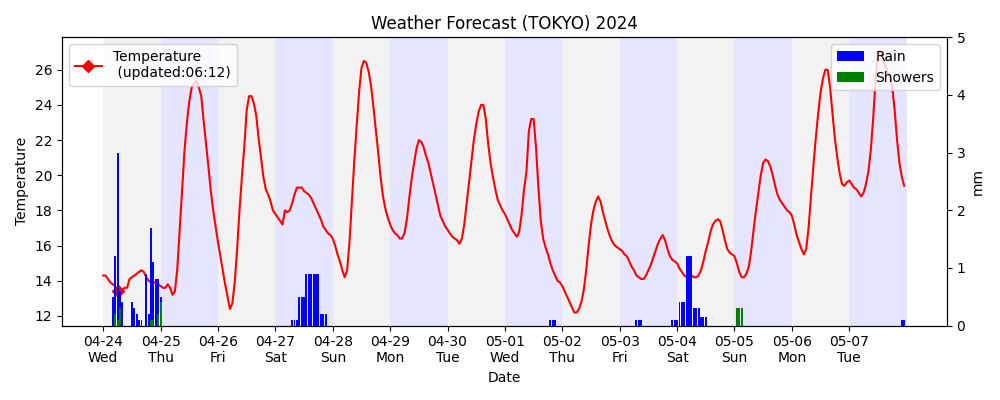 Weather Forecast (TOKYO) 2024
Temperature
(updated:06:12)
Rain
Showers
Temperature
26
24
22
20
18
16
14
12
5
4
3
2
1
0
mm
04-24 04-25 04-26 04-27 04-28 04-29 04-30 05-01 05-02 05-03 05-04 05-05 05-06 05-07
Wed Thu Fri Sat Sun Mon Tue Wed Thu Fri Sat Sun Mon Tue
Date